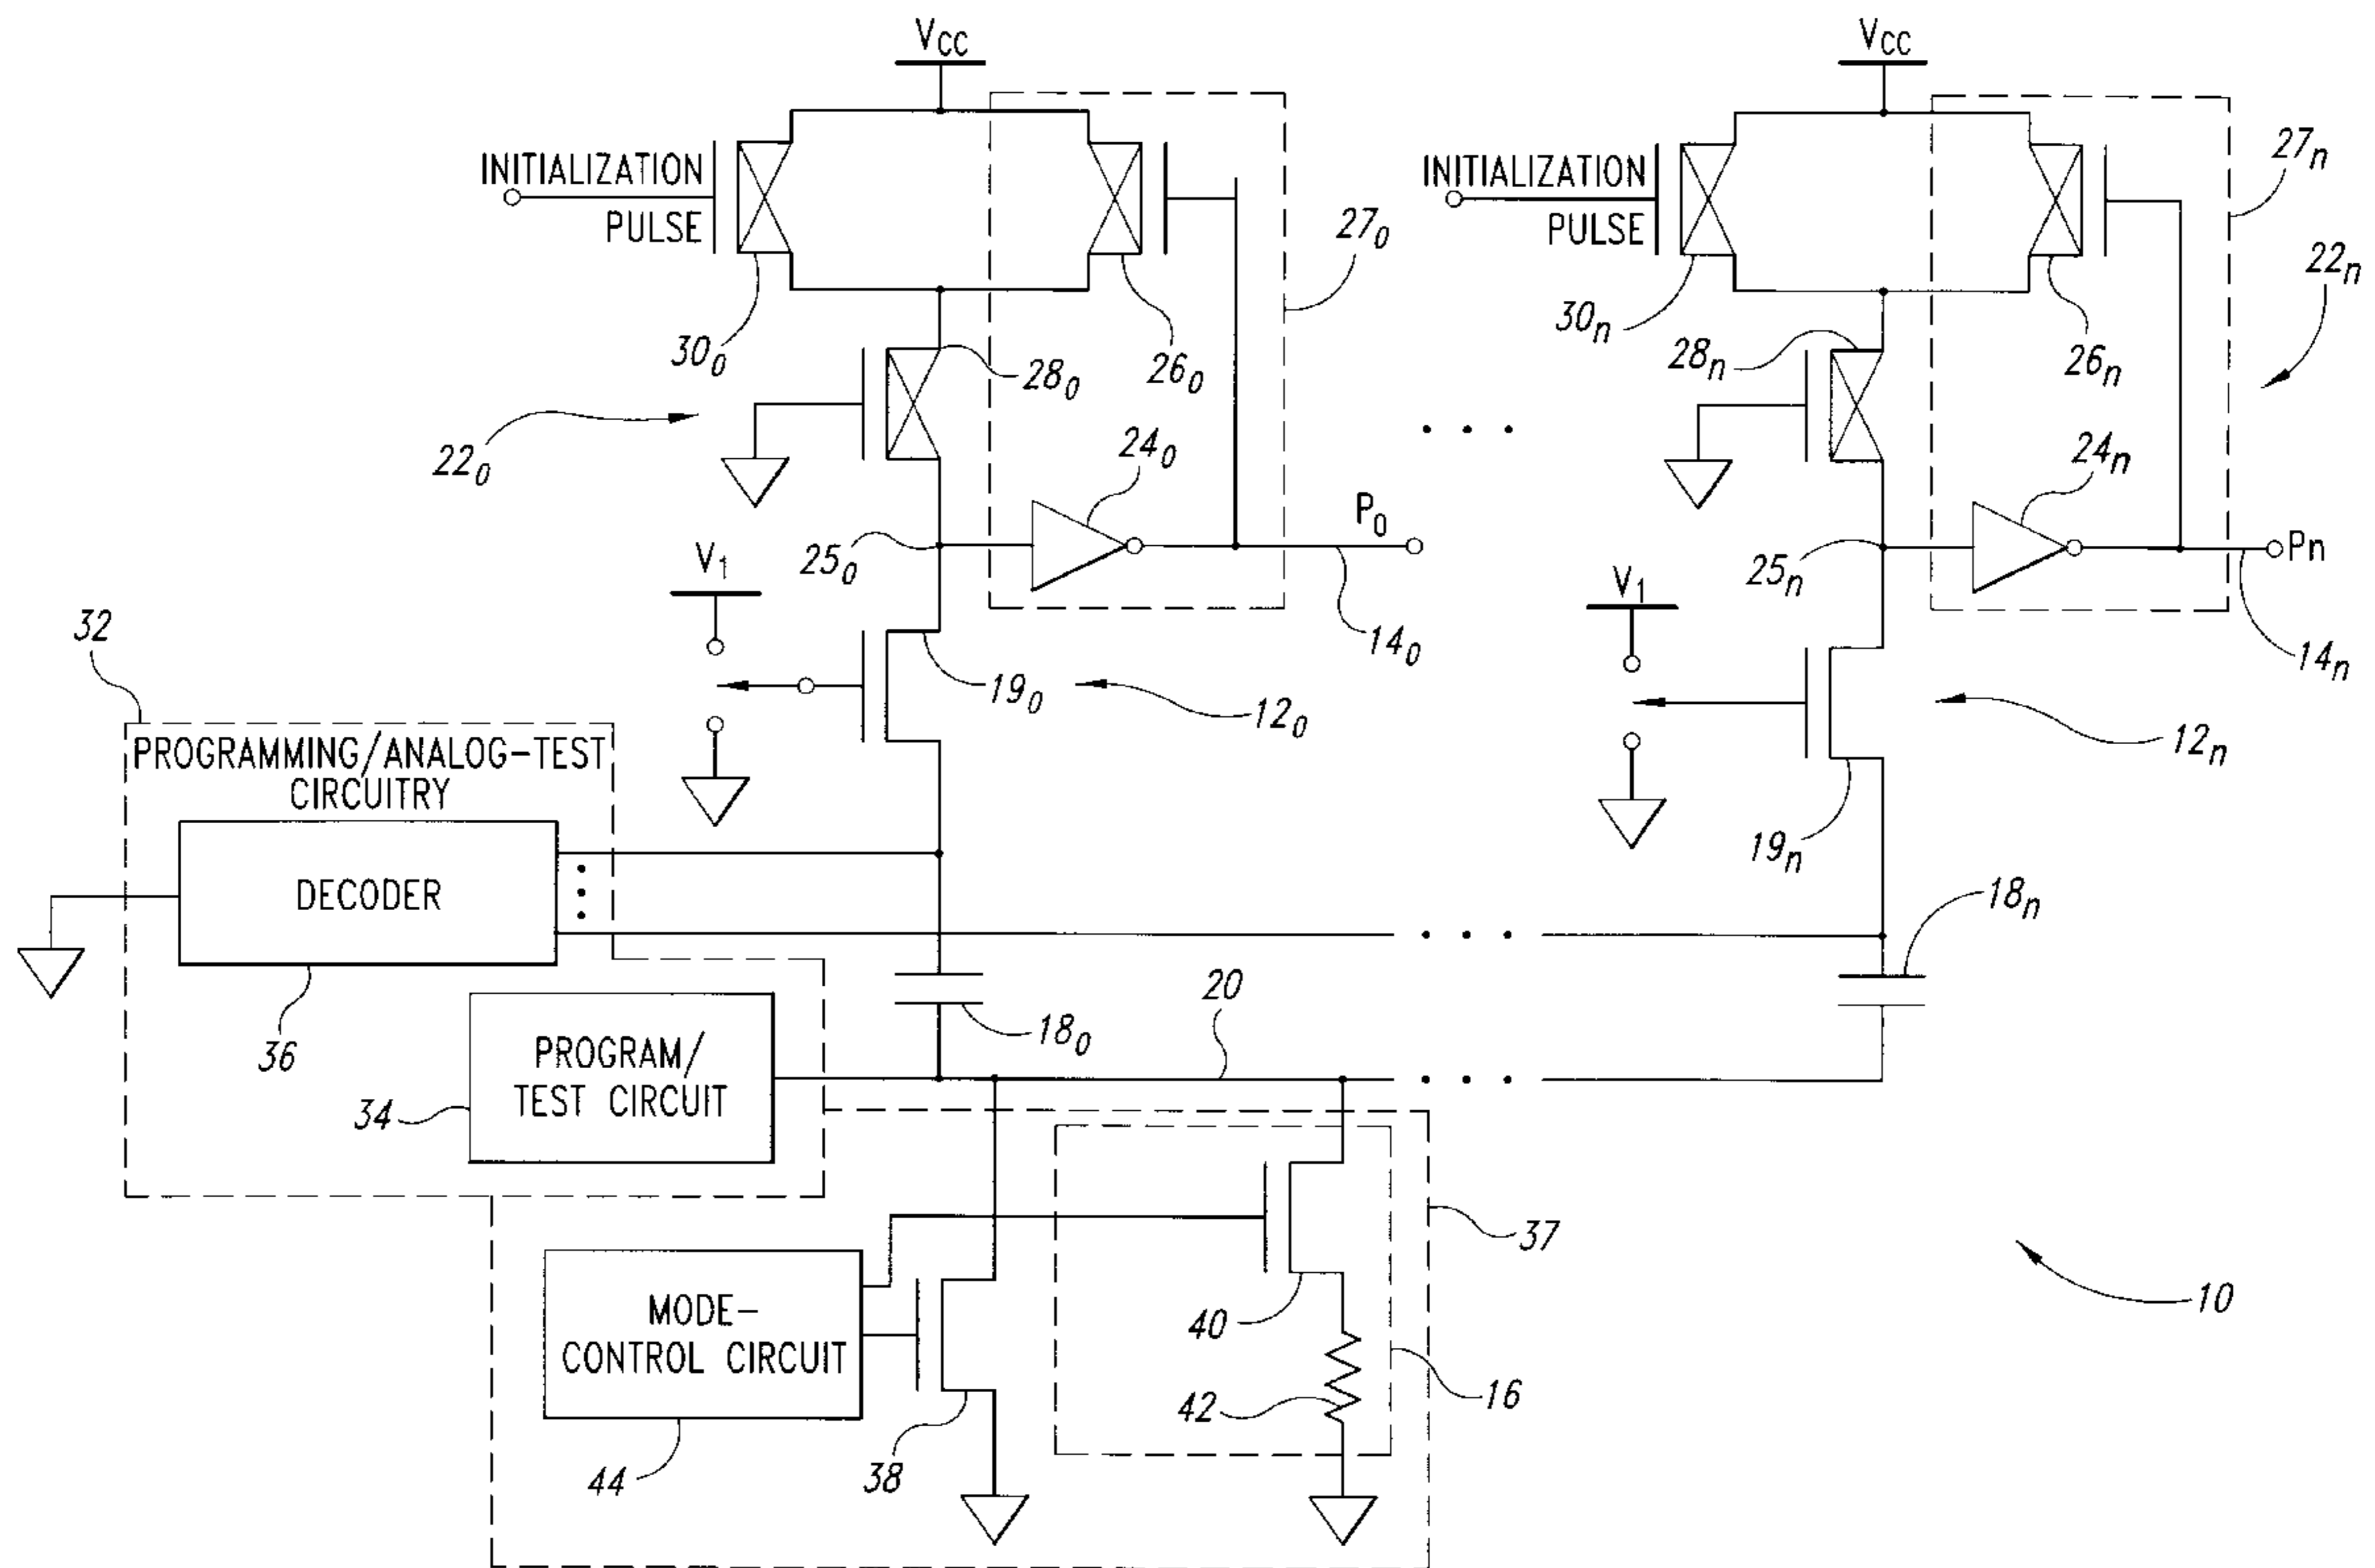 VCC
VCC
INITIALIZATION
PULSE
INITIALIZATION
PULSE
27n
27₀
22n
30₀
26₀
28₀
30n
28n
26n
22₀
24₀
24n
P₀
Pn
25₀
25n
V₁
V₁
14₀
14n
32
19₀
12₀
12n
19n
PROGRAMMING/ANALOG-TEST
CIRCUITRY
DECODER
18n
36
18₀
20
PROGRAM/
TEST CIRCUIT
34
37
10
MODE-
CONTROL CIRCUIT
40
42
16
44
38